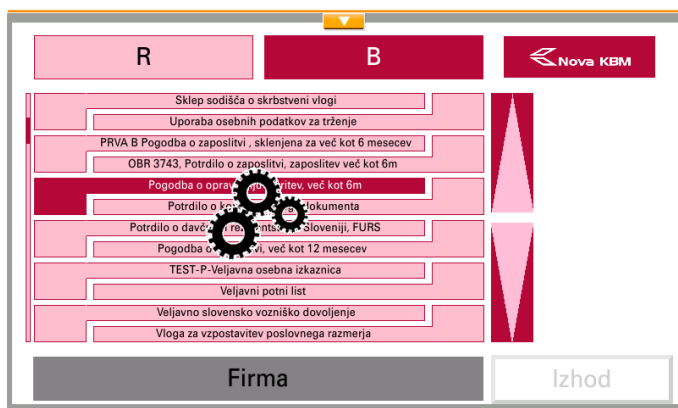 R
B
Nova KBM
Sklep sodišča o skrbstveni vlogi
Uporaba osebnih podatkov za trženje
PRVA B Pogodba o zaposlitvi , sklenjena za več kot 6 mesecev
OBR 3743, Potrdilo o zaposlitvi, zaposlitev več kot 6m
Pogodba o več kot 6m
Potrdilo o
Potrdilo o Sloveniji, FURS
Pogodba več kot 12 mesecev
TEST-P-Veljavna osebna izkaznica
Veljavni potni list
Veljavno slovensko vozniško dovoljenje
Vloga za vzpostavitev poslovnega razmerja
Firma
Izhod